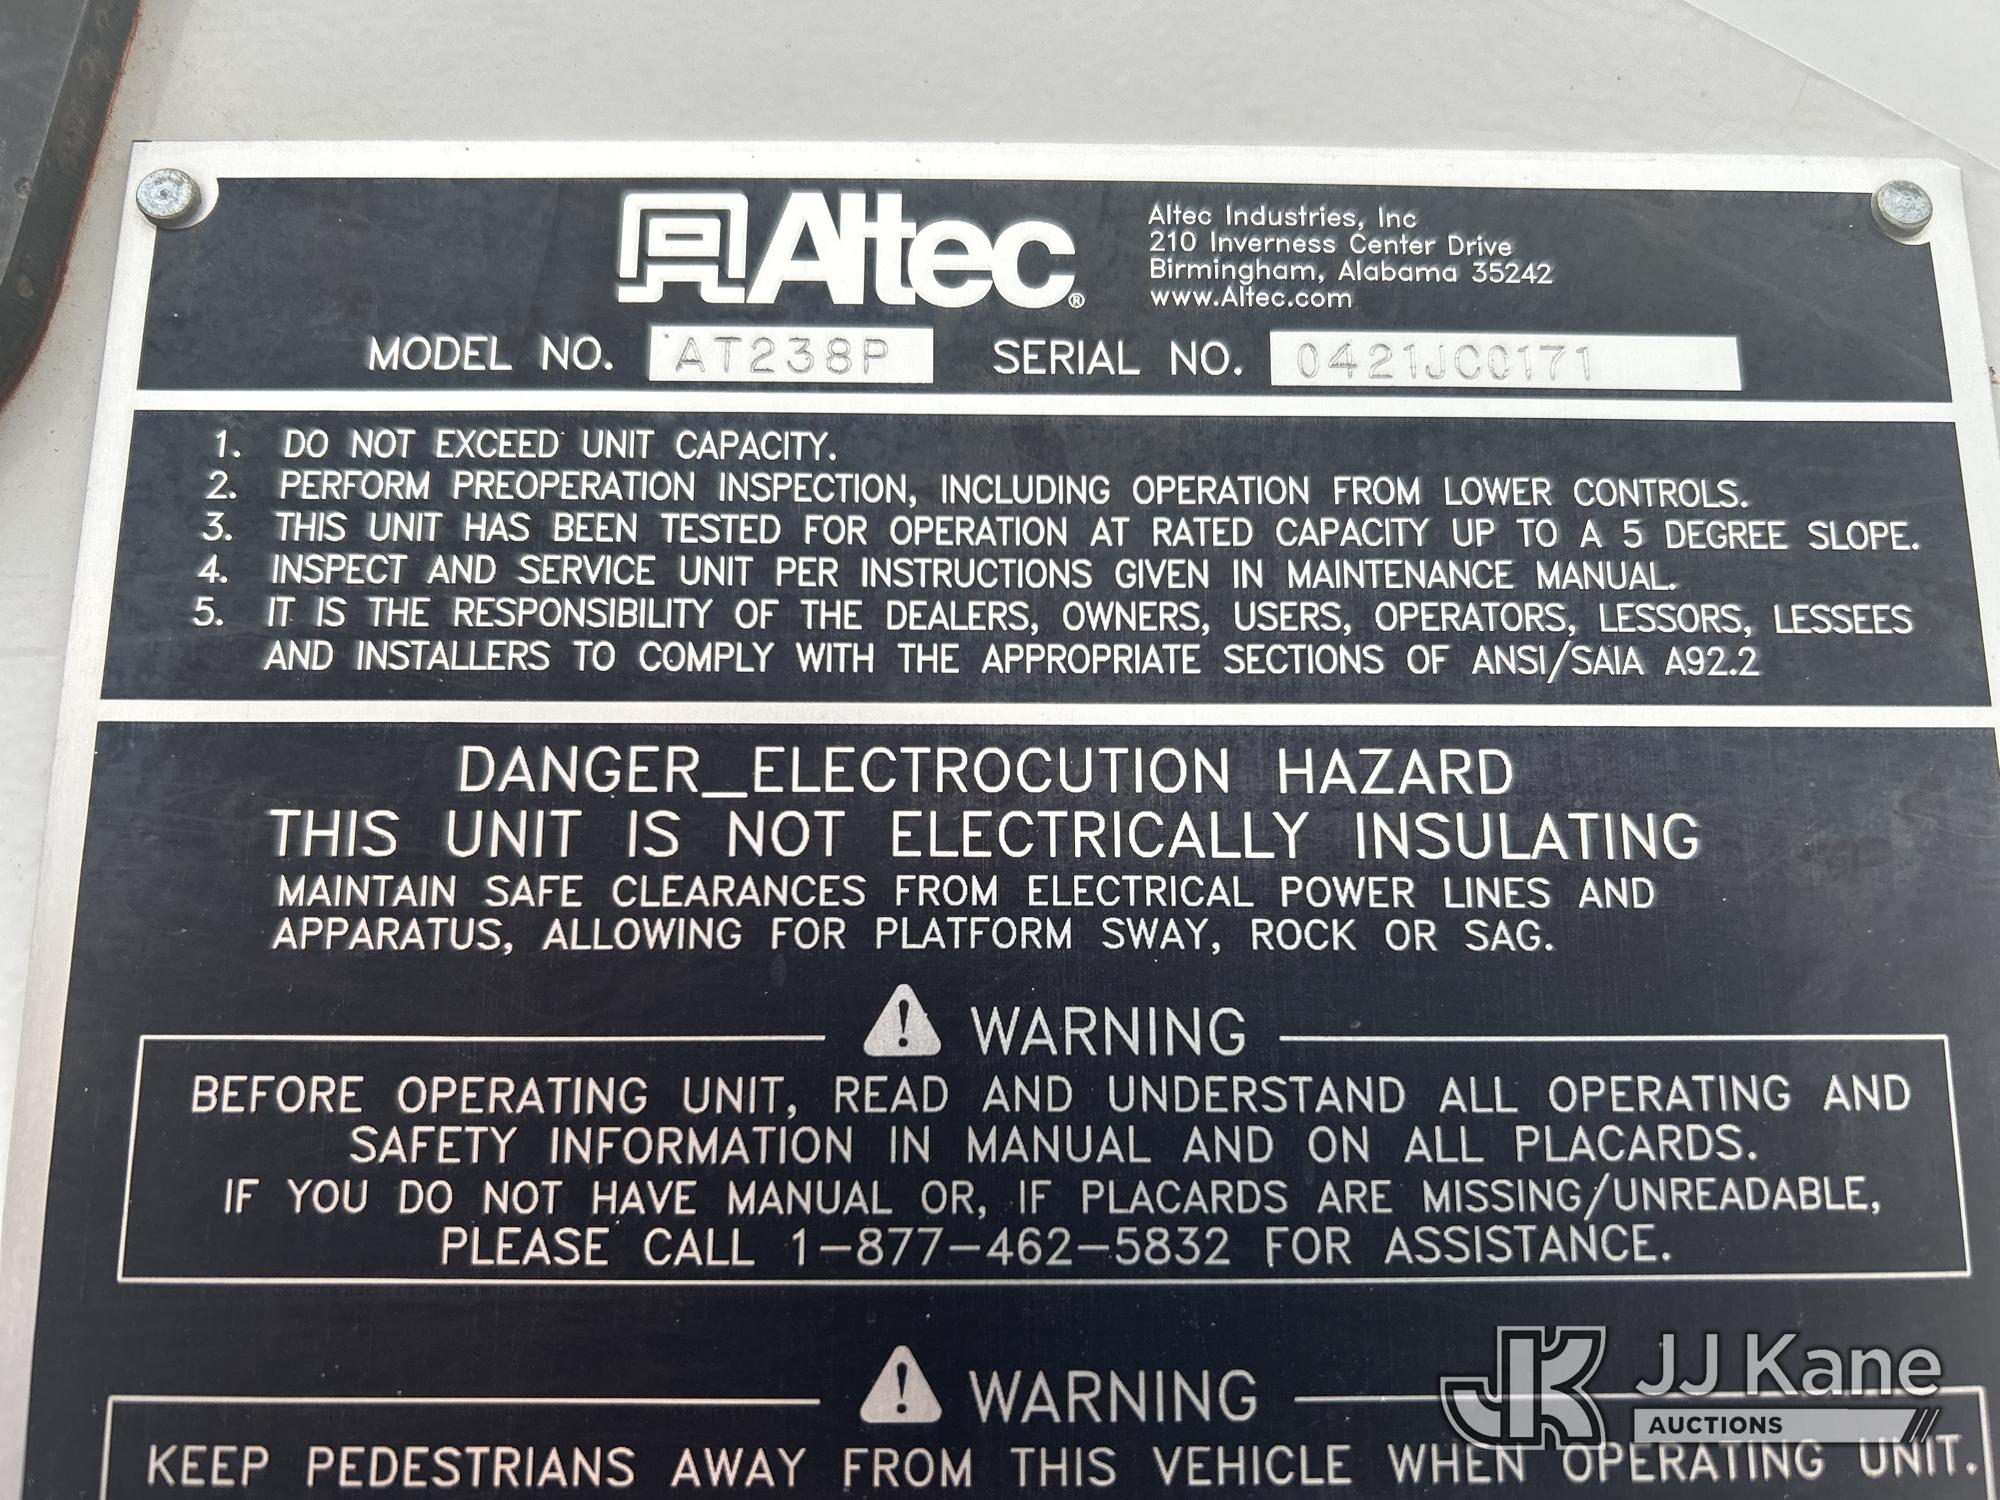 Altec®
Altec Industries, Inc
210 Inverness Center Drive
Birmingham, Alabama 35242
www.Altec.com
MODEL NO. AT238P SERIAL NO. 0421JC0171
1. DO NOT EXCEED UNIT CAPACITY.
2. PERFORM PREOPERATION INSPECTION, INCLUDING OPERATION FROM LOWER CONTROLS.
3. THIS UNIT HAS BEEN TESTED FOR OPERATION AT RATED CAPACITY UP TO A 5 DEGREE SLOPE.
4. INSPECT AND SERVICE UNIT PER INSTRUCTIONS GIVEN IN MAINTENANCE MANUAL.
5. IT IS THE RESPONSIBILITY OF THE DEALERS, OWNERS, USERS, OPERATORS, LESSORS, LESSEES
AND INSTALLERS TO COMPLY WITH THE APPROPRIATE SECTIONS OF ANSI/SAIA A92.2
DANGER_ELECTROCUTION HAZARD
THIS UNIT IS NOT ELECTRICALLY INSULATING
MAINTAIN SAFE CLEARANCES FROM ELECTRICAL POWER LINES AND
APPARATUS, ALLOWING FOR PLATFORM SWAY, ROCK OR SAG.
WARNING
BEFORE OPERATING UNIT, READ AND UNDERSTAND ALL OPERATING AND
SAFETY INFORMATION IN MANUAL AND ON ALL PLACARDS.
IF YOU DO NOT HAVE MANUAL OR, IF PLACARDS ARE MISSING/UNREADABLE,
PLEASE CALL 1-877-462-5832 FOR ASSISTANCE.
WARNING
KEEP PEDESTRIANS AWAY FROM THIS VEHICLE WHEN OPERATING UNIT.
JK JJ Kane
AUCTIONS